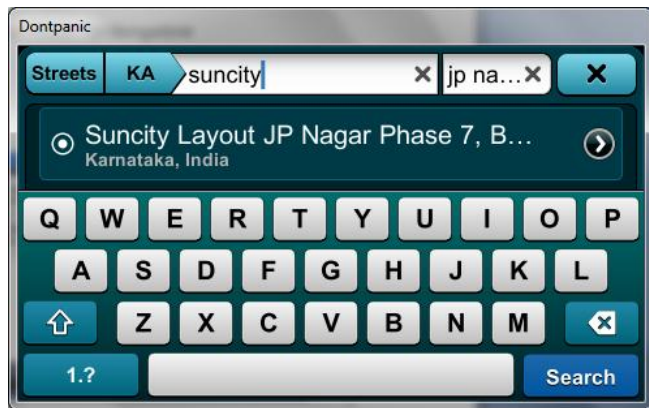 Dontpanic
Streets KA suncity jp na...
Suncity Layout JP Nagar Phase 7, B...
Karnataka, India
Q W E R T Y U I O P
A S D F G H J K L
Z X C V B N M
1.? Search